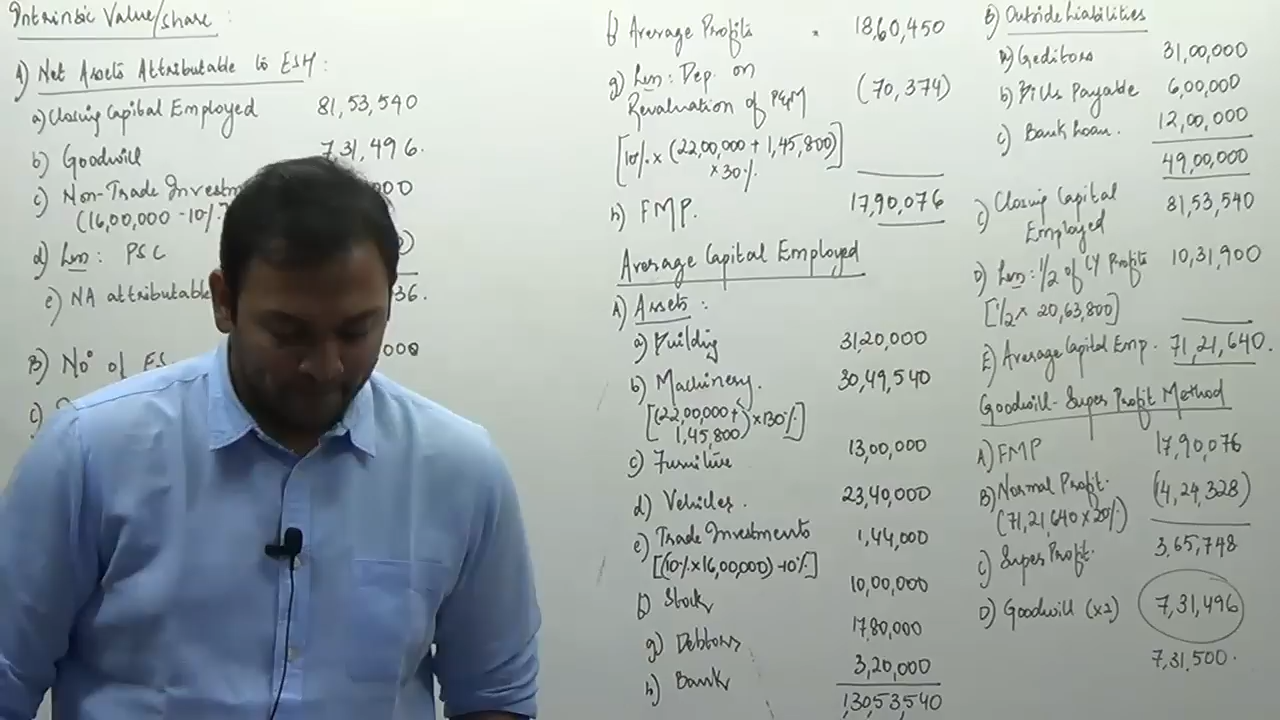 Intrinsic Value/share :
A) Net Assets Attributable to ESH :
a) Closing Capital Employed 81,53,540
b) Goodwill 7,31,496.
c) Non-Trade Investm 000
(16,00,000 -10%
d) Less: PSC )
e) NA attributable 36.
B) No° of ES 000
c)
f) Average Profits 18,60,450
g) Less: Dep. on
Revaluation of P&M (70,374)
[10% x (22,00,000 + 1,45,800)
x 30%]
h) FMP. 17,90,076
Average Capital Employed
A) Assets :
a) Building 31,20,000
b) Machinery. 30,49,540
[(22,00,000 +
1,45,800) x130%]
c) Furniture 13,00,000
d) Vehicles. 23,40,000
e) Trade Investments 1,44,000
[(10% x 16,00,000) -10%]
f) Stock 10,00,000
g) Debtors 17,80,000
h) Bank 3,20,000
1,30,53,540
B) Outside Liabilities
a) Creditors 31,00,000
b) Bills Payable 6,00,000
c) Bank Loan. 12,00,000
49,00,000
C) Closing Capital
Employed 81,53,540
D) Less: 1/2 of CY Profits 10,31,900
[1/2 x 20,63,800]
E) Average Capital Emp. 71,21,640.
Goodwill - Super Profit Method
A) FMP 17,90,076
B) Normal Profit. (14,24,328)
(71,21,640 x 20%)
C) Super Profit. 3,65,748
D) Goodwill (x2) 7,31,496
7,31,500.